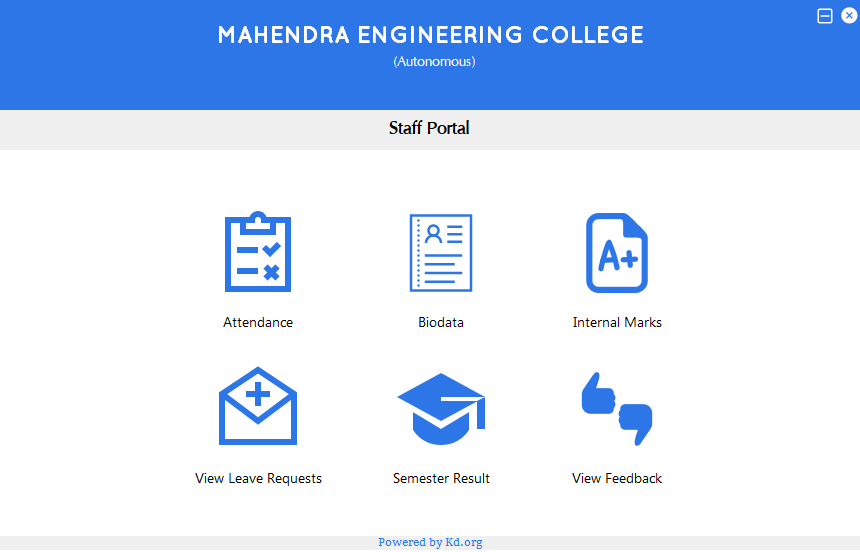 MAHENDRA ENGINEERING COLLEGE
(Autonomous)
Staff Portal
A+
Attendance
Biodata
Internal Marks
View Leave Requests
Semester Result
View Feedback
Powered by Kd.org